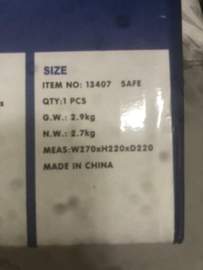 SIZE
ITEM NO: 13407 SAFE
QTY:1 PCS
G.W.: 2.9kg
N.W.: 2.7kg
MEAS:W270xH220xD220
MADE IN CHINA